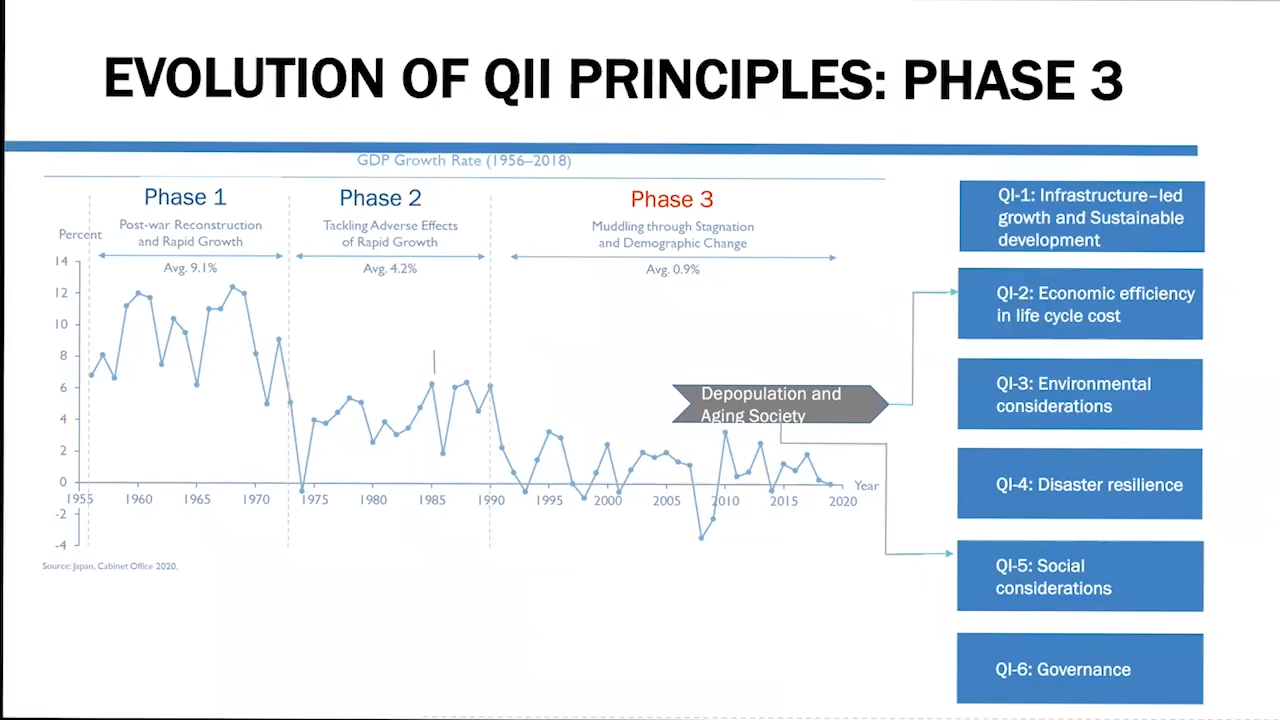 EVOLUTION OF QII PRINCIPLES: PHASE 3
GDP Growth Rate (1956–2018)
Phase 1
Phase 2
Phase 3
Post-war Reconstruction
and Rapid Growth
Tackling Adverse Effects
of Rapid Growth
Muddling through Stagnation
and Demographic Change
Percent
Avg. 9.1%
Avg. 4.2%
Avg. 0.9%
14
12
10
8
6
4
2
0
-2
-4
1955
1960
1965
1970
1975
1980
1985
1990
1995
2000
2005
2010
2015
2020
Year
Source: Japan, Cabinet Office 2020.
Depopulation and
Aging Society
QI-1: Infrastructure–led
growth and Sustainable
development
QI-2: Economic efficiency
in life cycle cost
QI-3: Environmental
considerations
QI-4: Disaster resilience
QI-5: Social
considerations
QI-6: Governance